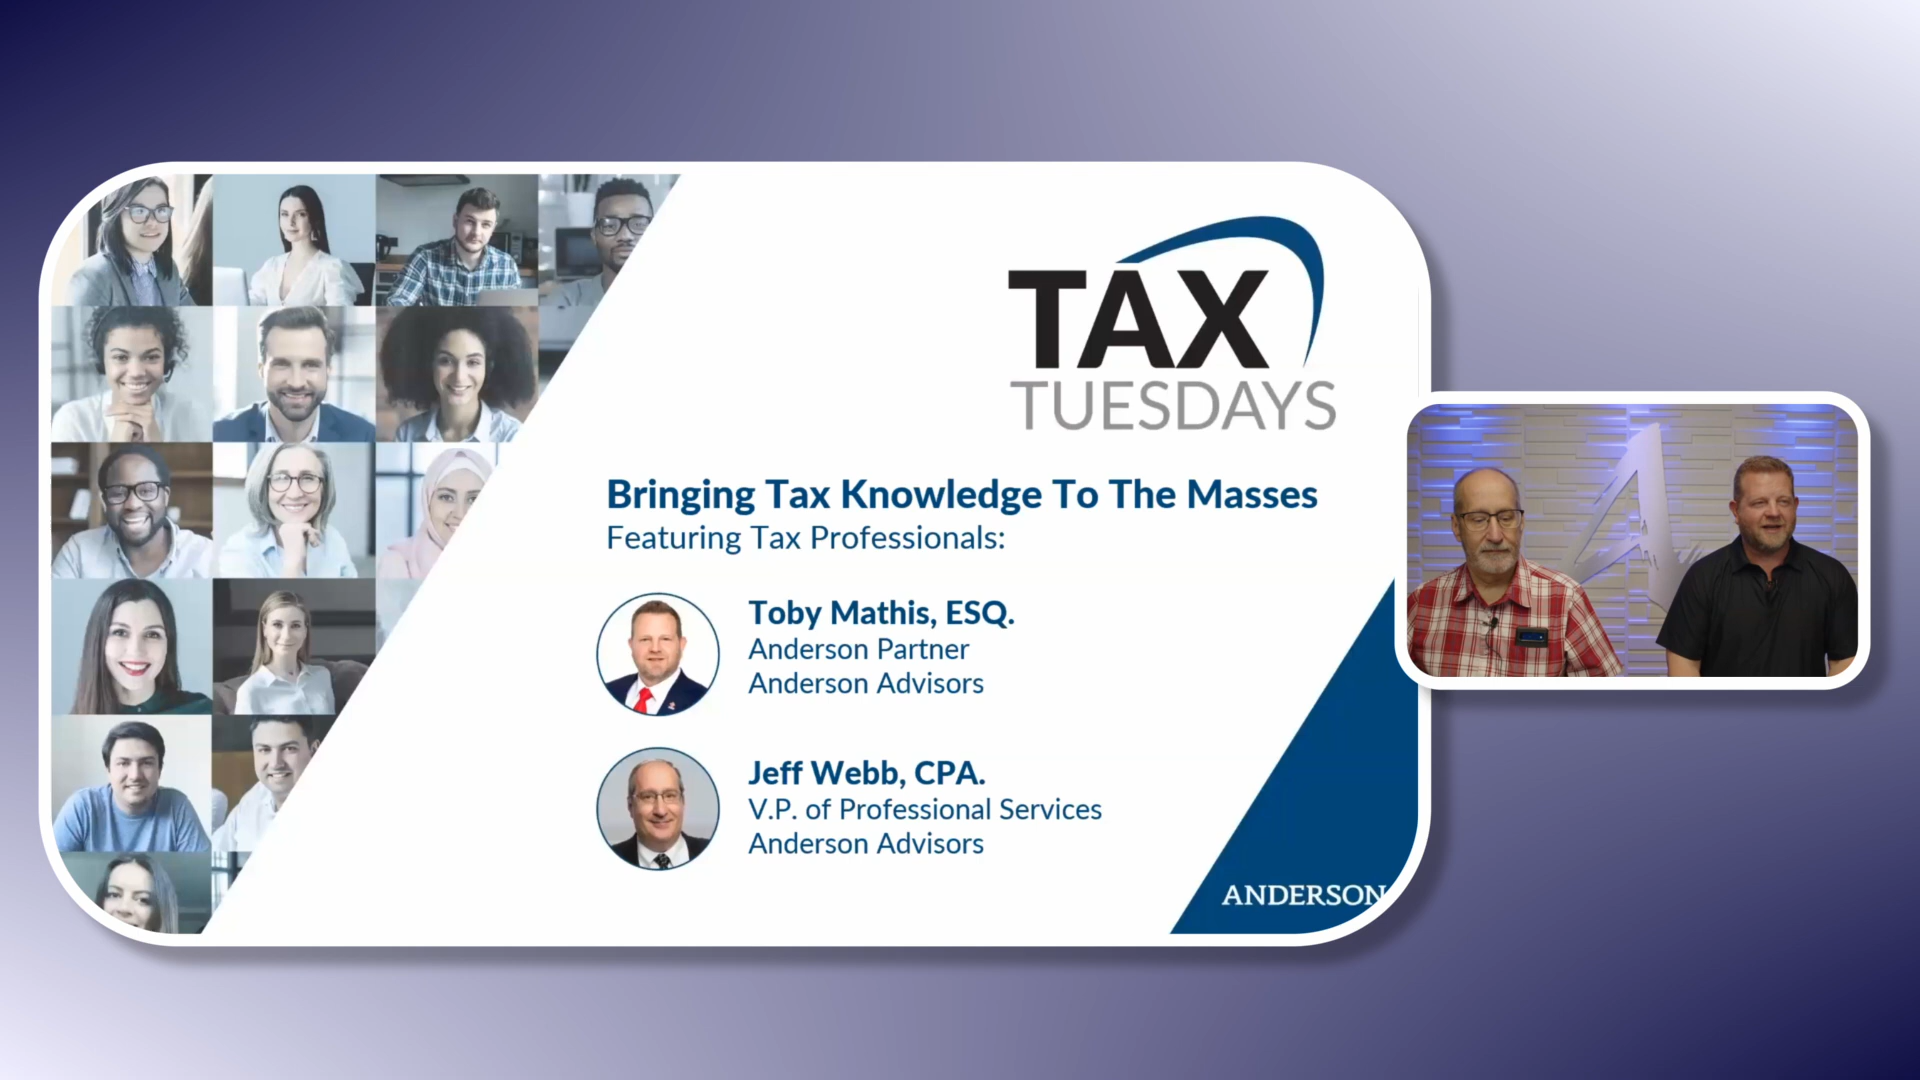 TAX
TUESDAYS
Bringing Tax Knowledge To The Masses
Featuring Tax Professionals:
Toby Mathis, ESQ.
Anderson Partner
Anderson Advisors
Jeff Webb, CPA.
V.P. of Professional Services
Anderson Advisors
ANDERSON